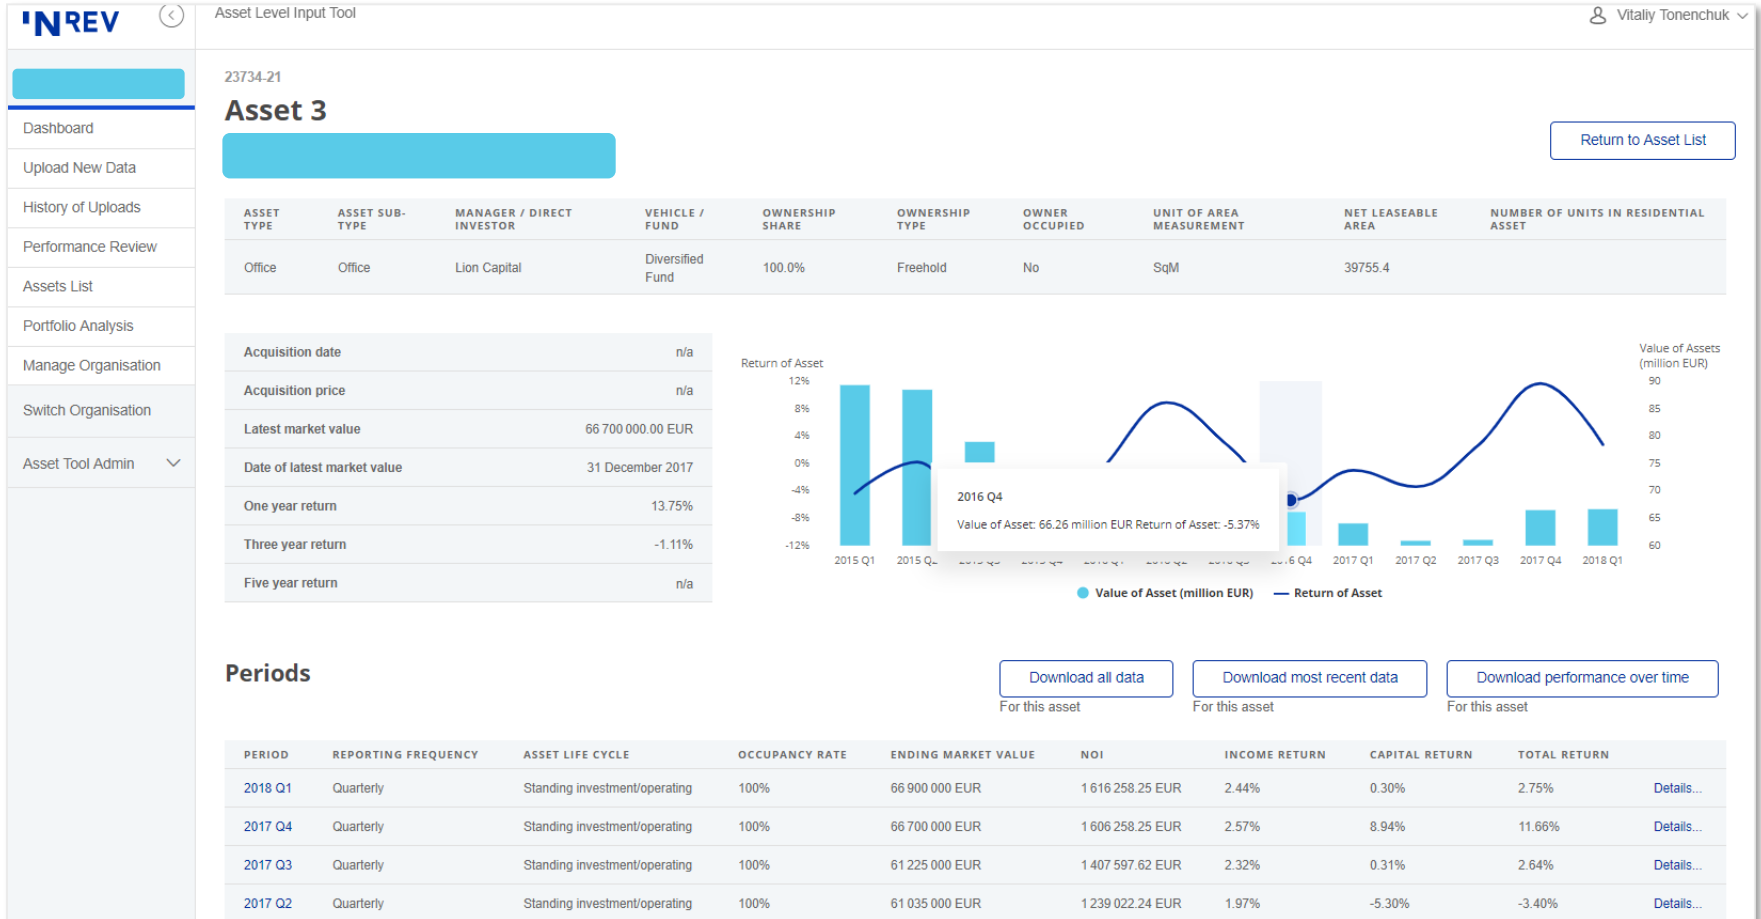 INREV
Asset Level Input Tool
Vitaliy Tonenchuk
Dashboard
Upload New Data
History of Uploads
Performance Review
Assets List
Portfolio Analysis
Manage Organisation
Switch Organisation
Asset Tool Admin
23734-21
Asset 3
Return to Asset List
ASSET TYPE ASSET SUB-TYPE MANAGER / DIRECT INVESTOR VEHICLE / FUND OWNERSHIP SHARE OWNERSHIP TYPE OWNER OCCUPIED UNIT OF AREA MEASUREMENT NET LEASEABLE AREA NUMBER OF UNITS IN RESIDENTIAL ASSET
Office Office Lion Capital Diversified Fund 100.0% Freehold No SqM 39755.4
Acquisition date n/a
Acquisition price n/a
Latest market value 66 700 000.00 EUR
Date of latest market value 31 December 2017
One year return 13.75%
Three year return -1.11%
Five year return n/a
Return of Asset
Value of Assets
(million EUR)
12% 90
8% 85
4% 80
0% 75
-4% 70
-8% 65
-12% 60
2016 Q4
Value of Asset: 66.26 million EUR Return of Asset: -5.37%
2015 Q1 2015 Q2 2015 Q3 2015 Q4 2016 Q1 2016 Q2 2016 Q3 2016 Q4 2017 Q1 2017 Q2 2017 Q3 2017 Q4 2018 Q1
Value of Asset (million EUR) Return of Asset
Periods
Download all data Download most recent data Download performance over time
For this asset For this asset For this asset
PERIOD REPORTING FREQUENCY ASSET LIFE CYCLE OCCUPANCY RATE ENDING MARKET VALUE NOI INCOME RETURN CAPITAL RETURN TOTAL RETURN
2018 Q1 Quarterly Standing investment/operating 100% 66 900 000 EUR 1 616 258.25 EUR 2.44% 0.30% 2.75% Details...
2017 Q4 Quarterly Standing investment/operating 100% 66 700 000 EUR 1 606 258.25 EUR 2.57% 8.94% 11.66% Details...
2017 Q3 Quarterly Standing investment/operating 100% 61 225 000 EUR 1 407 597.62 EUR 2.32% 0.31% 2.64% Details...
2017 Q2 Quarterly Standing investment/operating 100% 61 035 000 EUR 1 239 022.24 EUR 1.97% -5.30% -3.40% Details...